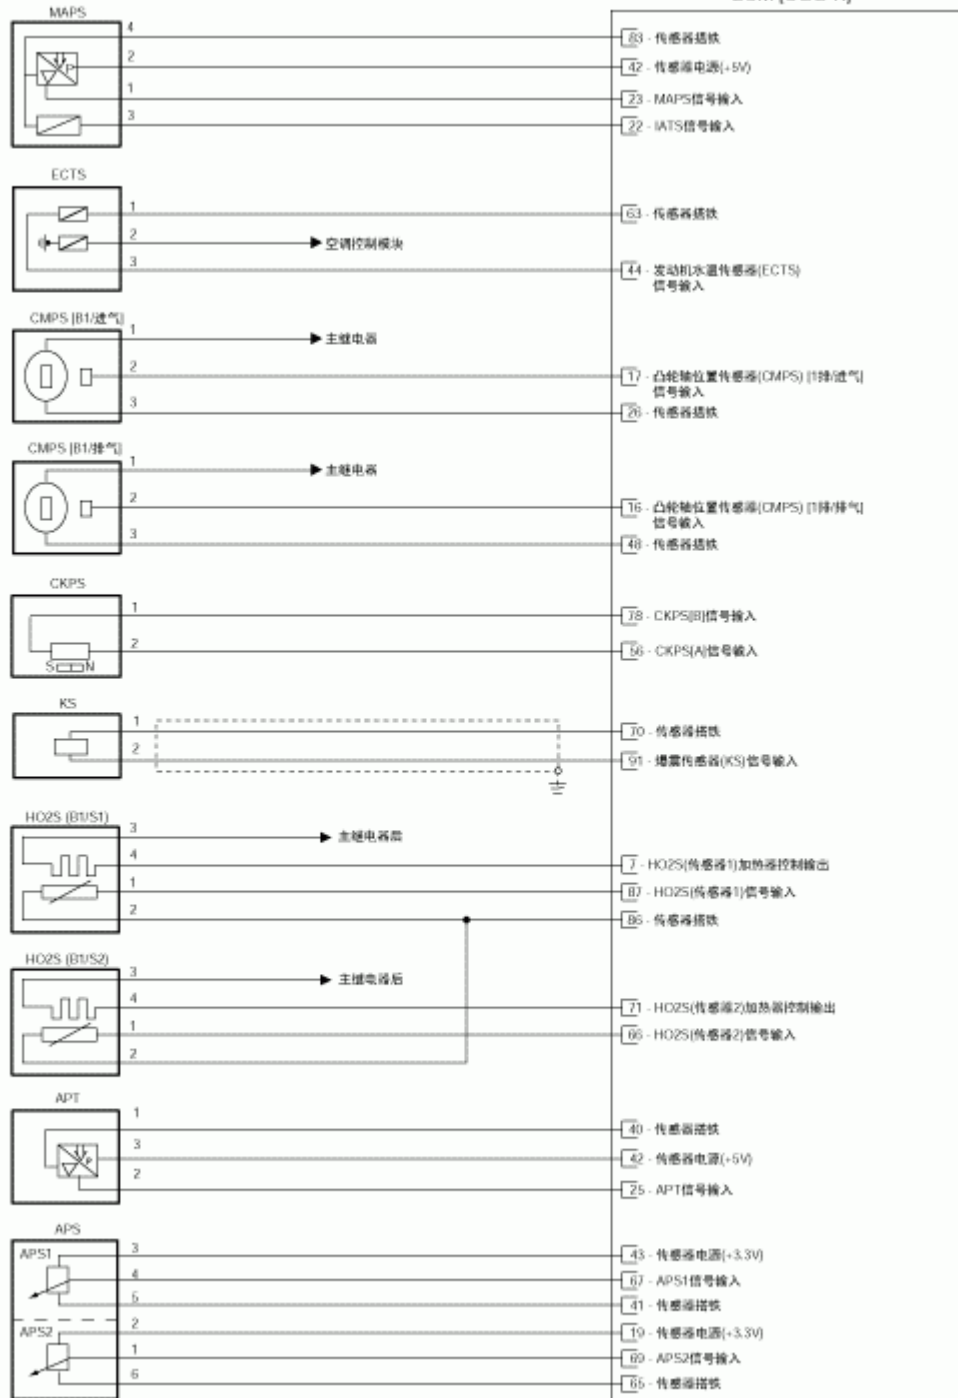 MAPS
4
83 - 传感器搭铁
2
42 - 传感器电源(+5V)
1
23 - MAPS信号输入
3
22 - IATS信号输入
ECTS
1
63 - 传感器搭铁
2
空调控制模块
3
44 - 发动机水温传感器(ECTS)
信号输入
CMPS [B1/进气]
1
主继电器
2
17 - 凸轮轴位置传感器(CMPS) [1排/进气]
信号输入
3
26 - 传感器搭铁
CMPS [B1/排气]
1
主继电器
2
16 - 凸轮轴位置传感器(CMPS) [1排/排气]
信号输入
3
48 - 传感器搭铁
CKPS
1
78 - CKPS[B]信号输入
2
56 - CKPS[A]信号输入
S N
KS
1
70 - 传感器搭铁
2
91 - 爆震传感器(KS)信号输入
HO2S (B1/S1)
3
主继电器后
4
7 - HO2S(传感器1)加热器控制输出
1
87 - HO2S(传感器1)信号输入
2
86 - 传感器搭铁
HO2S (B1/S2)
3
主继电器后
4
71 - HO2S(传感器2)加热器控制输出
1
66 - HO2S(传感器2)信号输入
2
APT
1
40 - 传感器搭铁
3
42 - 传感器电源(+5V)
2
25 - APT信号输入
APS
APS1
3
43 - 传感器电源(+3.3V)
4
67 - APS1信号输入
5
41 - 传感器搭铁
APS2
2
19 - 传感器电源(+3.3V)
1
69 - APS2信号输入
6
65 - 传感器搭铁